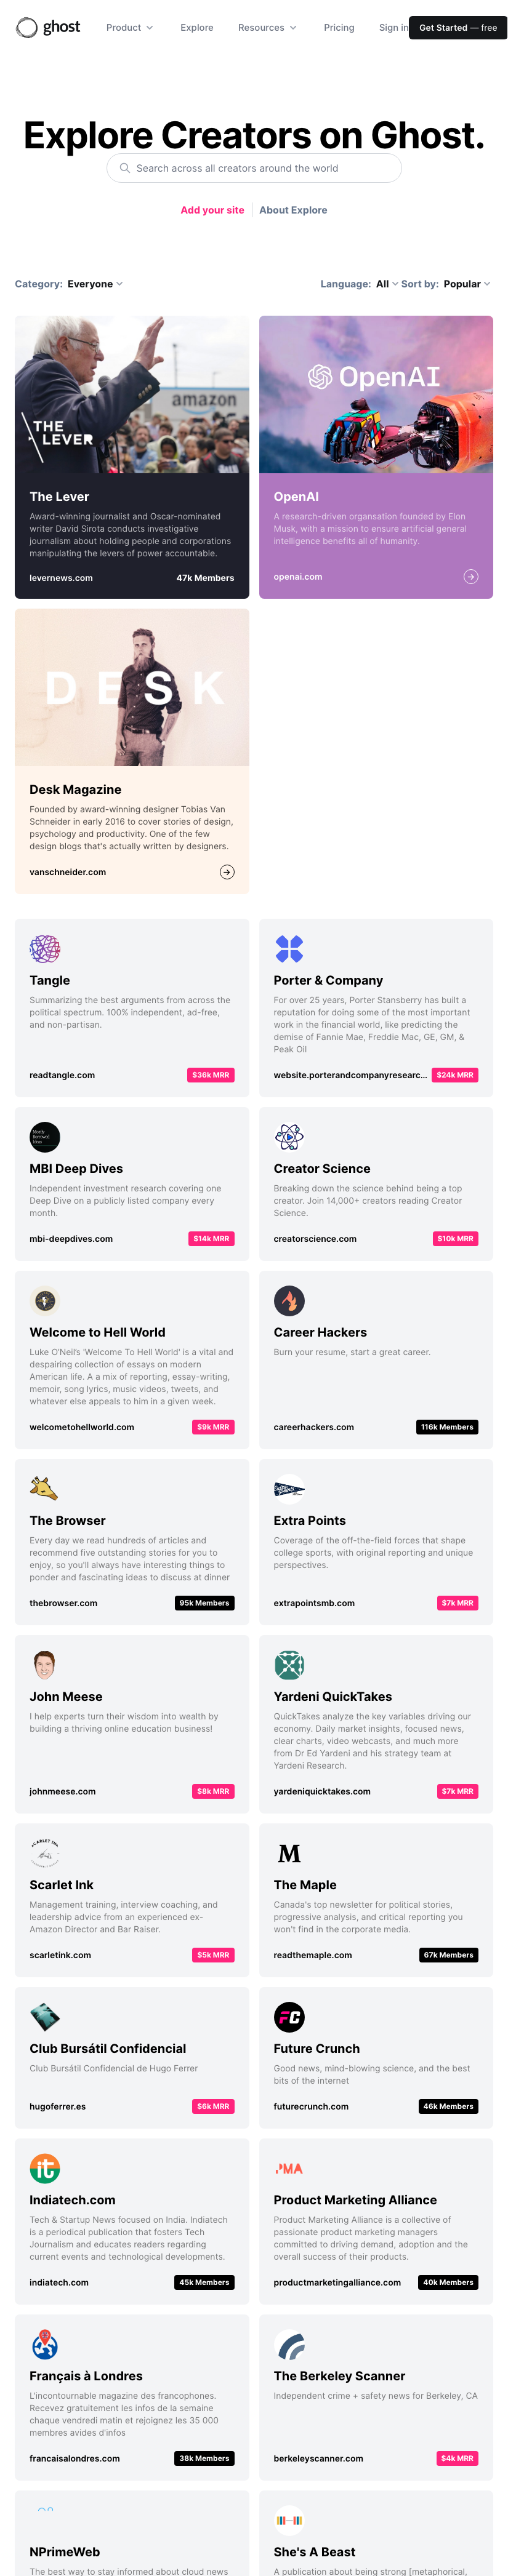 ghost
Product
Explore
Resources
Pricing
Sign in
Get Started — free
Explore Creators on Ghost.
Search across all creators around the world
Add your site
About Explore
Category: Everyone
Language: All
Sort by: Popular
amazon
THE
LEVER
The Lever
Award-winning journalist and Oscar-nominated
writer David Sirota conducts investigative
journalism about holding people and corporations
manipulating the levers of power accountable.
levernews.com
47k Members
OpenAI
OpenAI
A research-driven organsation founded by Elon
Musk, with a mission to ensure artificial general
intelligence benefits all of humanity.
openai.com
DESK
Desk Magazine
Founded by award-winning designer Tobias Van
Schneider in early 2016 to cover stories of design,
psychology and productivity. One of the few
design blogs that's actually written by designers.
vanschneider.com
Tangle
Summarizing the best arguments from across the
political spectrum. 100% independent, ad-free,
and non-partisan.
readtangle.com
$36k MRR
Porter & Company
For over 25 years, Porter Stansberry has built a
reputation for doing some of the most important
work in the financial world, like predicting the
demise of Fannie Mae, Freddie Mac, GE, GM, &
Peak Oil
website.porterandcompanyresearc...
$24k MRR
MBI Deep Dives
Independent investment research covering one
Deep Dive on a publicly listed company every
month.
mbi-deepdives.com
$14k MRR
Creator Science
Breaking down the science behind being a top
creator. Join 14,000+ creators reading Creator
Science.
creatorscience.com
$10k MRR
Welcome to Hell World
Luke O'Neil's 'Welcome To Hell World' is a vital and
despairing collection of essays on modern
American life. A a mix of reporting, essay-writing,
memoir, song lyrics, music videos, tweets, and
whatever else appeals to him in a given week.
welcometohellworld.com
$9k MRR
Career Hackers
Burn your resume, start a great career.
careerhackers.com
116k Members
The Browser
Every day we read hundreds of articles and
recommend five outstanding stories for you to
enjoy, so you'll always have interesting things to
ponder and fascinating ideas to discuss at dinner
thebrowser.com
95k Members
Extra Points
Coverage of the off-the-field forces that shape
college sports, with original reporting and unique
perspectives.
extrapointsmb.com
$7k MRR
John Meese
I help experts turn their wisdom into wealth by
building a thriving online education business!
johnmeese.com
$8k MRR
Yardeni QuickTakes
QuickTakes analyze the key variables driving our
economy. Daily market insights, focused news,
clear charts, video webcasts, and much more
from Dr Ed Yardeni and his strategy team at
Yardeni Research.
yardeniquicktakes.com
$7k MRR
SCARLET INK
Scarlet Ink
Management training, interview coaching, and
leadership advice from an experienced ex-
Amazon Director and Bar Raiser.
scarletink.com
$5k MRR
M
The Maple
Canada's top newsletter for political stories,
progressive analysis, and critical reporting you
won't find in the corporate media.
readthemaple.com
67k Members
Club Bursátil Confidencial
Club Bursátil Confidencial de Hugo Ferrer
hugoferrer.es
$6k MRR
FC
Future Crunch
Good news, mind-blowing science, and the best
bits of the internet
futurecrunch.com
46k Members
it
Indiatech.com
Tech & Startup News focused on India. Indiatech
is a periodical publication that fosters Tech
Journalism and educates readers regarding
current events and technological developments.
indiatech.com
45k Members
PMA
Product Marketing Alliance
Product Marketing Alliance is a collective of
passionate product marketing managers
committed to driving demand, adoption and the
overall success of their products.
productmarketingalliance.com
40k Members
Français à Londres
L'incontournable magazine des francophones.
Recevez gratuitement les infos de la semaine
chaque vendredi matin et rejoignez les 35 000
membres avides d'infos
francaisalondres.com
38k Members
The Berkeley Scanner
Independent crime + safety news for Berkeley, CA
berkeleyscanner.com
$4k MRR
NPrimeWeb
The best way to stay informed about cloud news
She's A Beast
A publication about being strong [metaphorical,